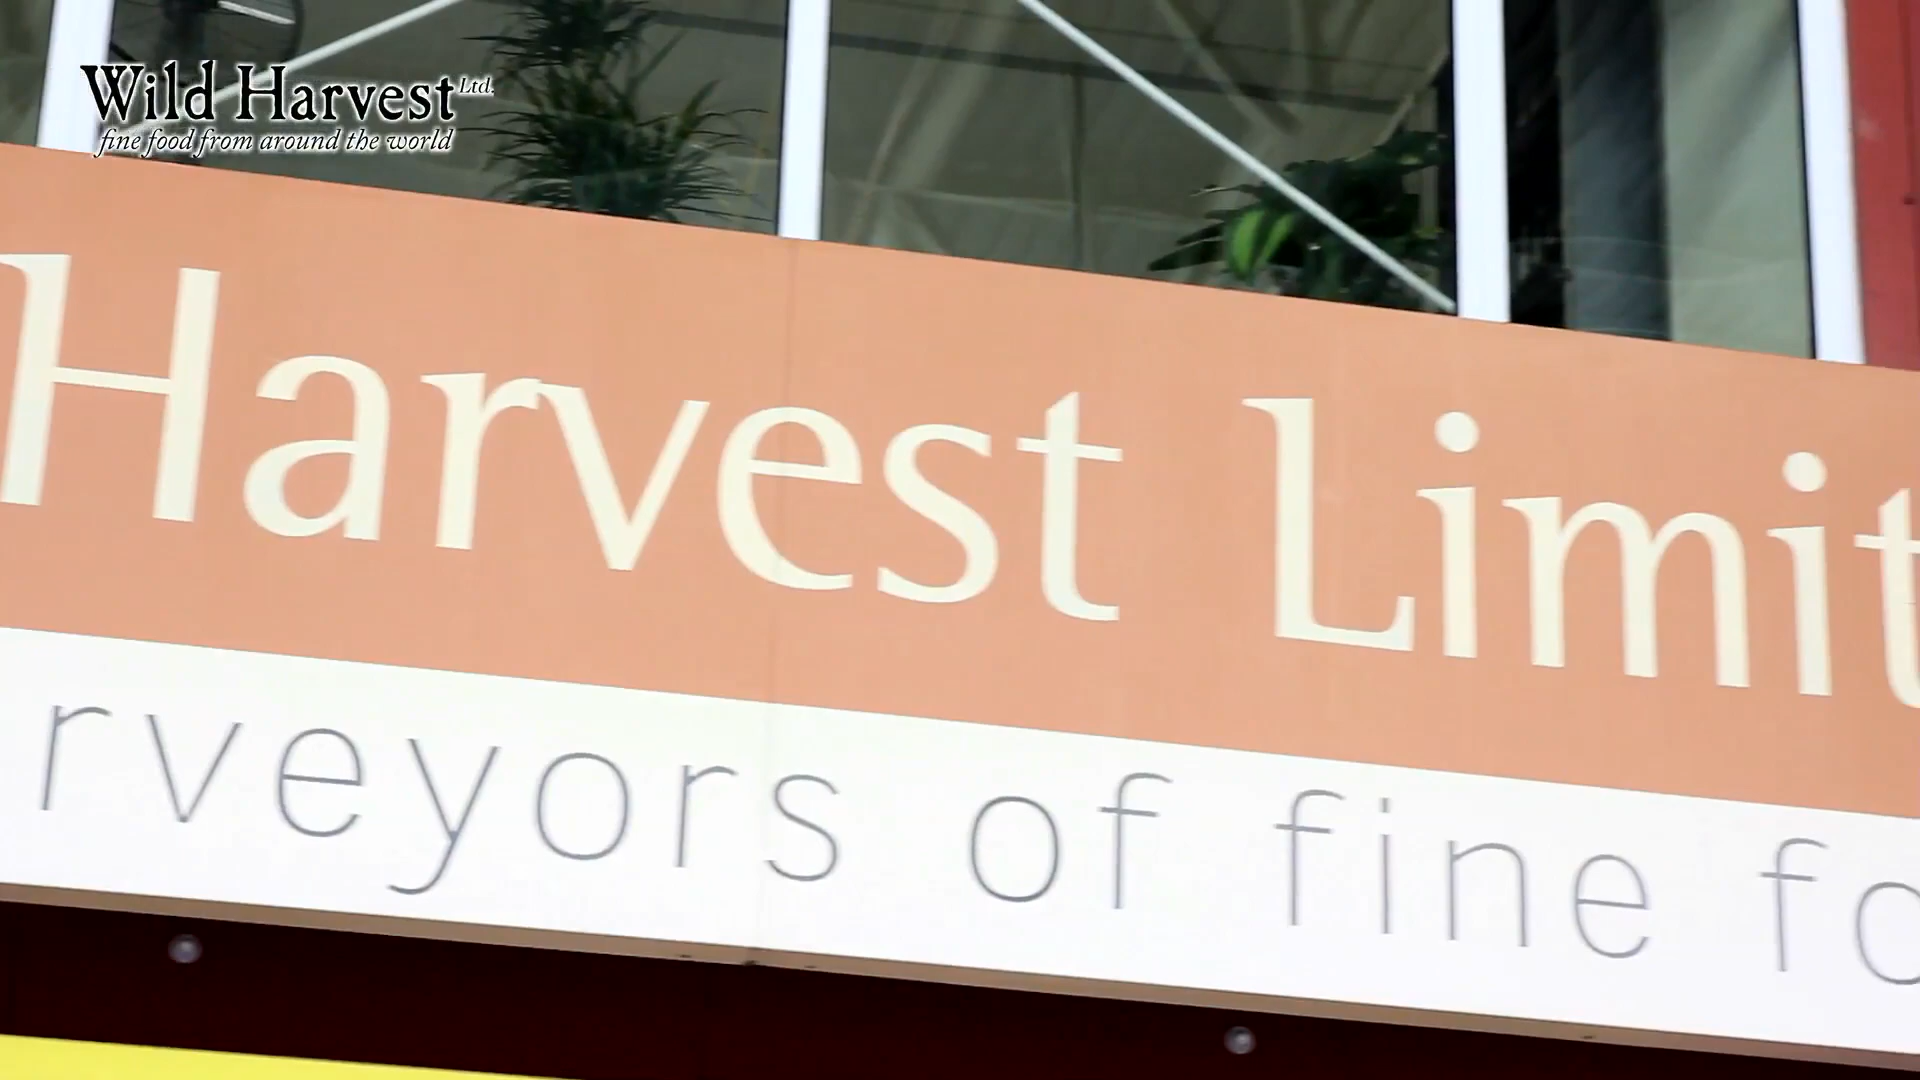 Wild Harvest Ltd.
fine food from around the world
Harvest Limit
rveyors of fine fo